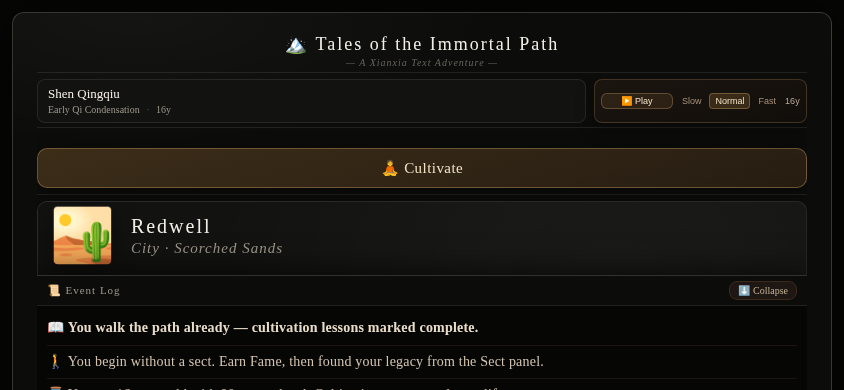 Tales of the Immortal Path
— A Xianxia Text Adventure —
Shen Qingqiu
Early Qi Condensation · 16y
Play Slow Normal Fast 16y
Cultivate
Redwell
City · Scorched Sands
Event Log
Collapse
You walk the path already — cultivation lessons marked complete.
You begin without a sect. Earn Fame, then found your legacy from the Sect panel.